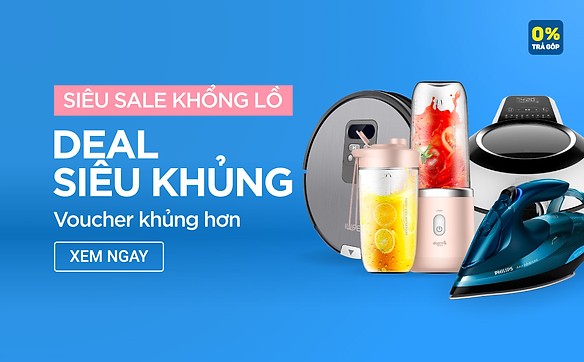 0%
TRẢ GÓP
SIÊU SALE KHỔNG LỒ
DEAL
SIÊU KHỦNG
Voucher khủng hơn
XEM NGAY
PHILIPS